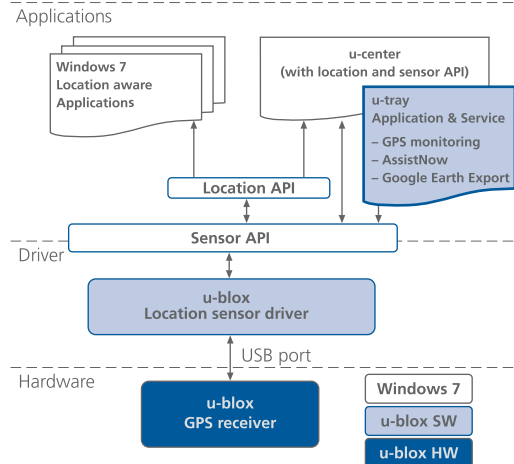 Applications
Windows 7
Location aware
Applications
u-center
(with location and sensor API)
u-tray
Application & Service
– GPS monitoring
– AssistNow
– Google Earth Export
Location API
Sensor API
Driver
u-blox
Location sensor driver
USB port
Hardware
u-blox
GPS receiver
Windows 7
u-blox SW
u-blox HW